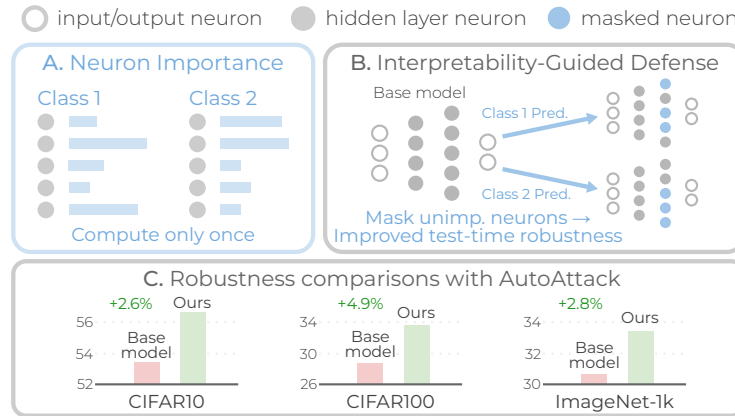 input/output neuron hidden layer neuron masked neuron
A. Neuron Importance
Class 1 Class 2
Compute only once
B. Interpretability-Guided Defense
Base model
Class 1 Pred.
Class 2 Pred.
Mask unimp. neurons →
Improved test-time robustness
C. Robustness comparisons with AutoAttack
+2.6%
Ours
56
54
52
Base
model
CIFAR10
+4.9%
Ours
34
30
26
Base
model
CIFAR100
+2.8%
Ours
34
32
30
Base
model
ImageNet-1k